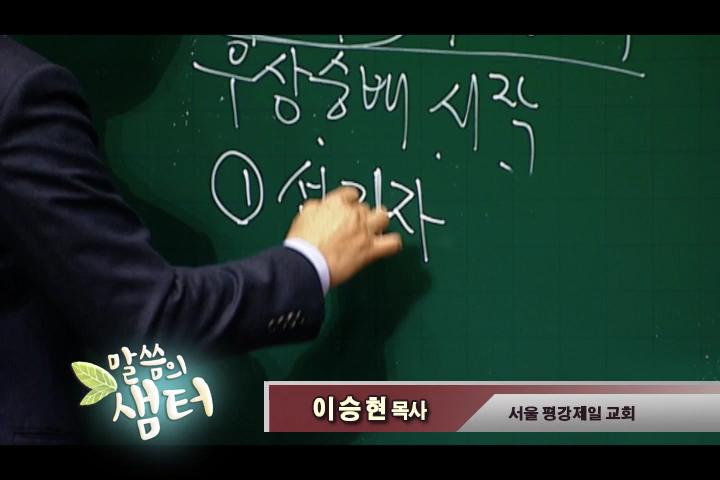 우상숭배 시작
①
말씀의
샘터
이승현 목사
서울 평강제일 교회